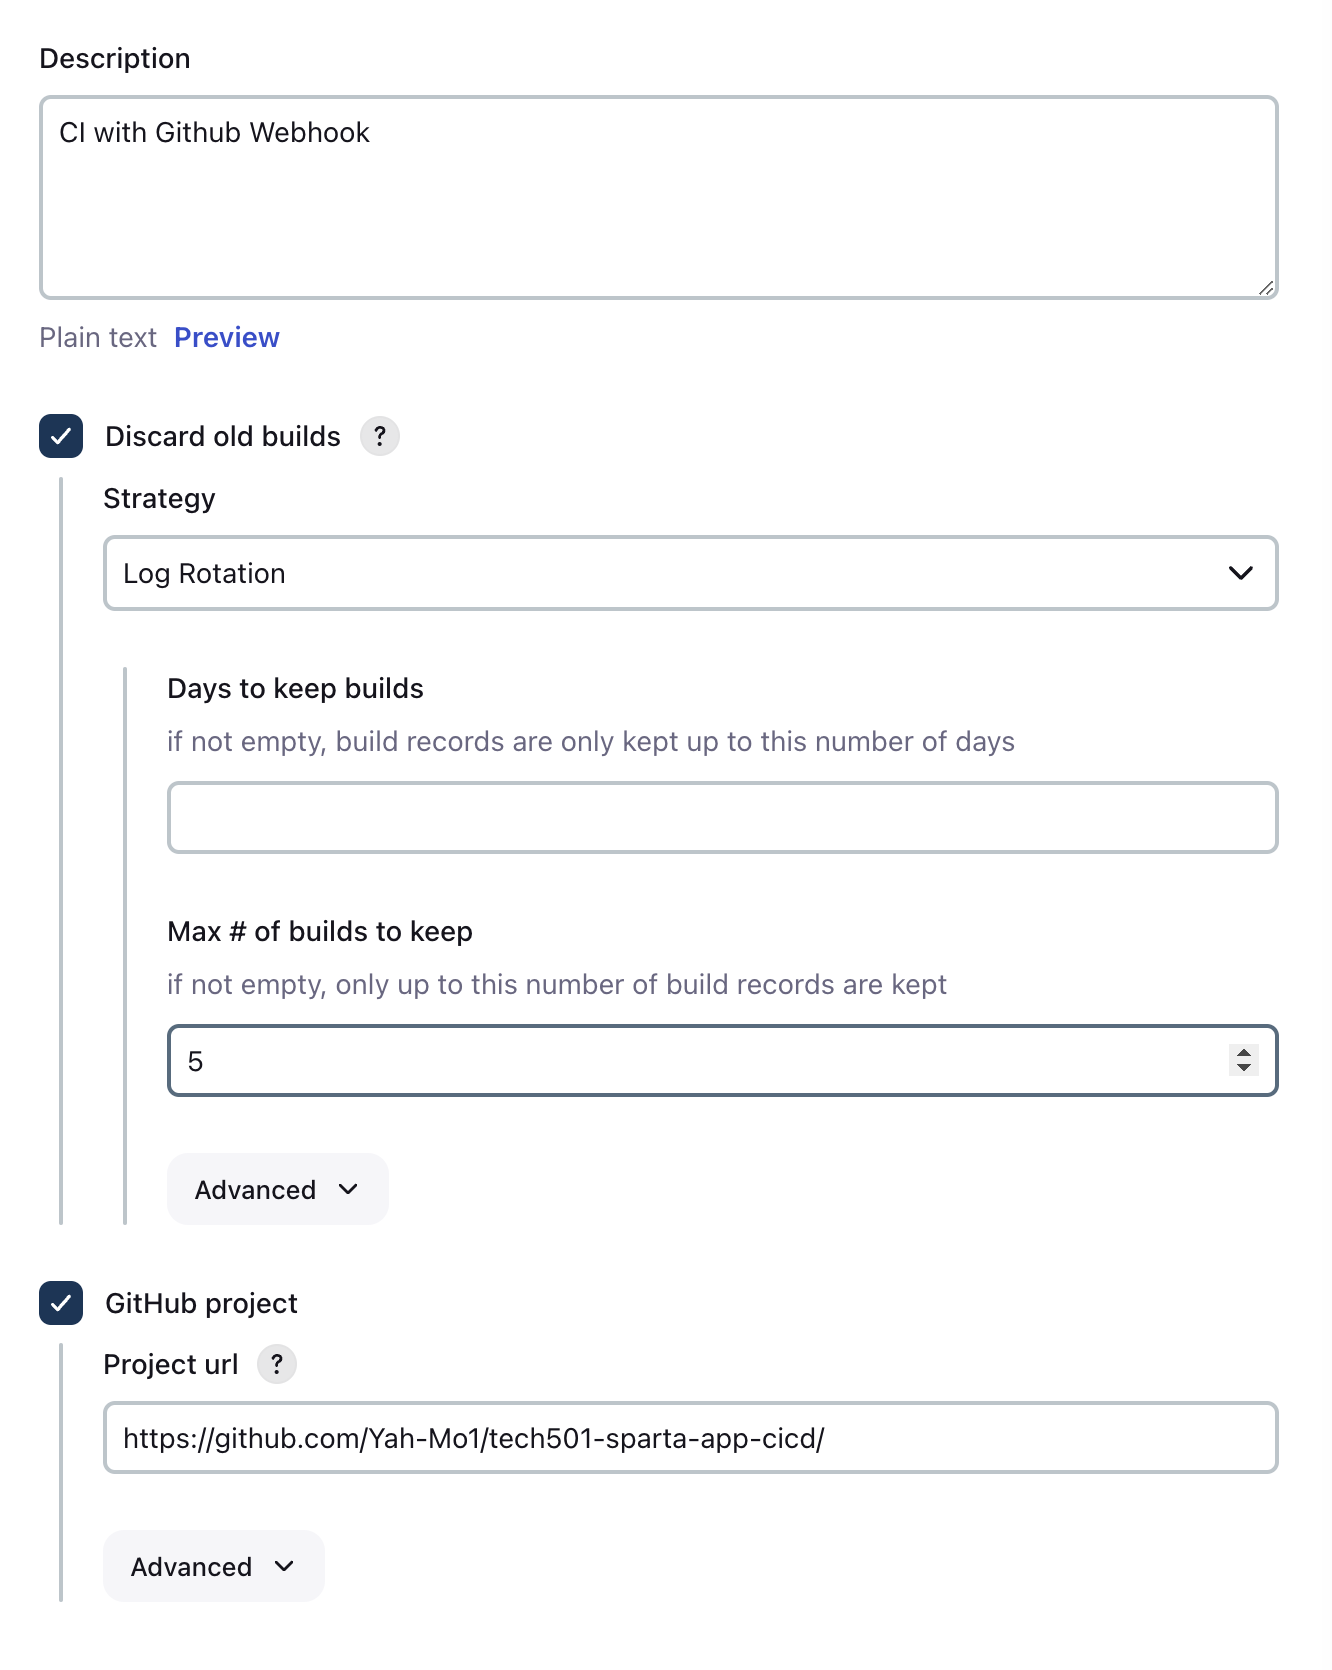 Description
CI with Github Webhook
Plain text Preview
Discard old builds ?
Strategy
Log Rotation
Days to keep builds
if not empty, build records are only kept up to this number of days
Max # of builds to keep
if not empty, only up to this number of build records are kept
5
Advanced
GitHub project
Project url ?
https://github.com/Yah-Mo1/tech501-sparta-app-cicd/
Advanced